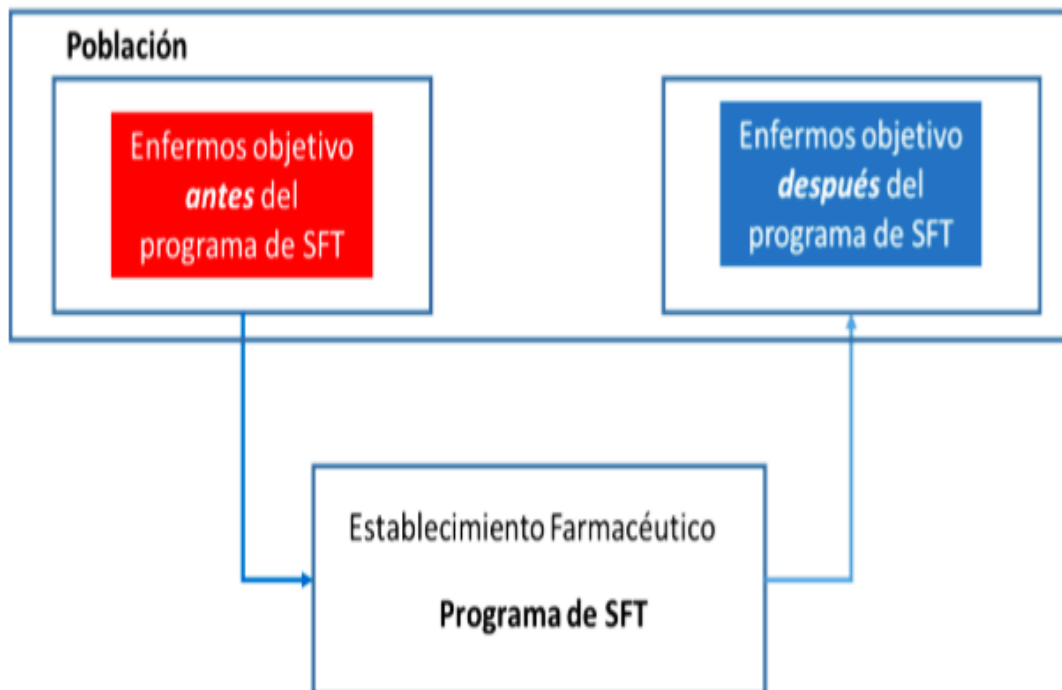 Población
Enfermos objetivo
antes del
programa de SFT
Enfermos objetivo
después del
programa de SFT
Establecimiento Farmacéutico
Programa de SFT